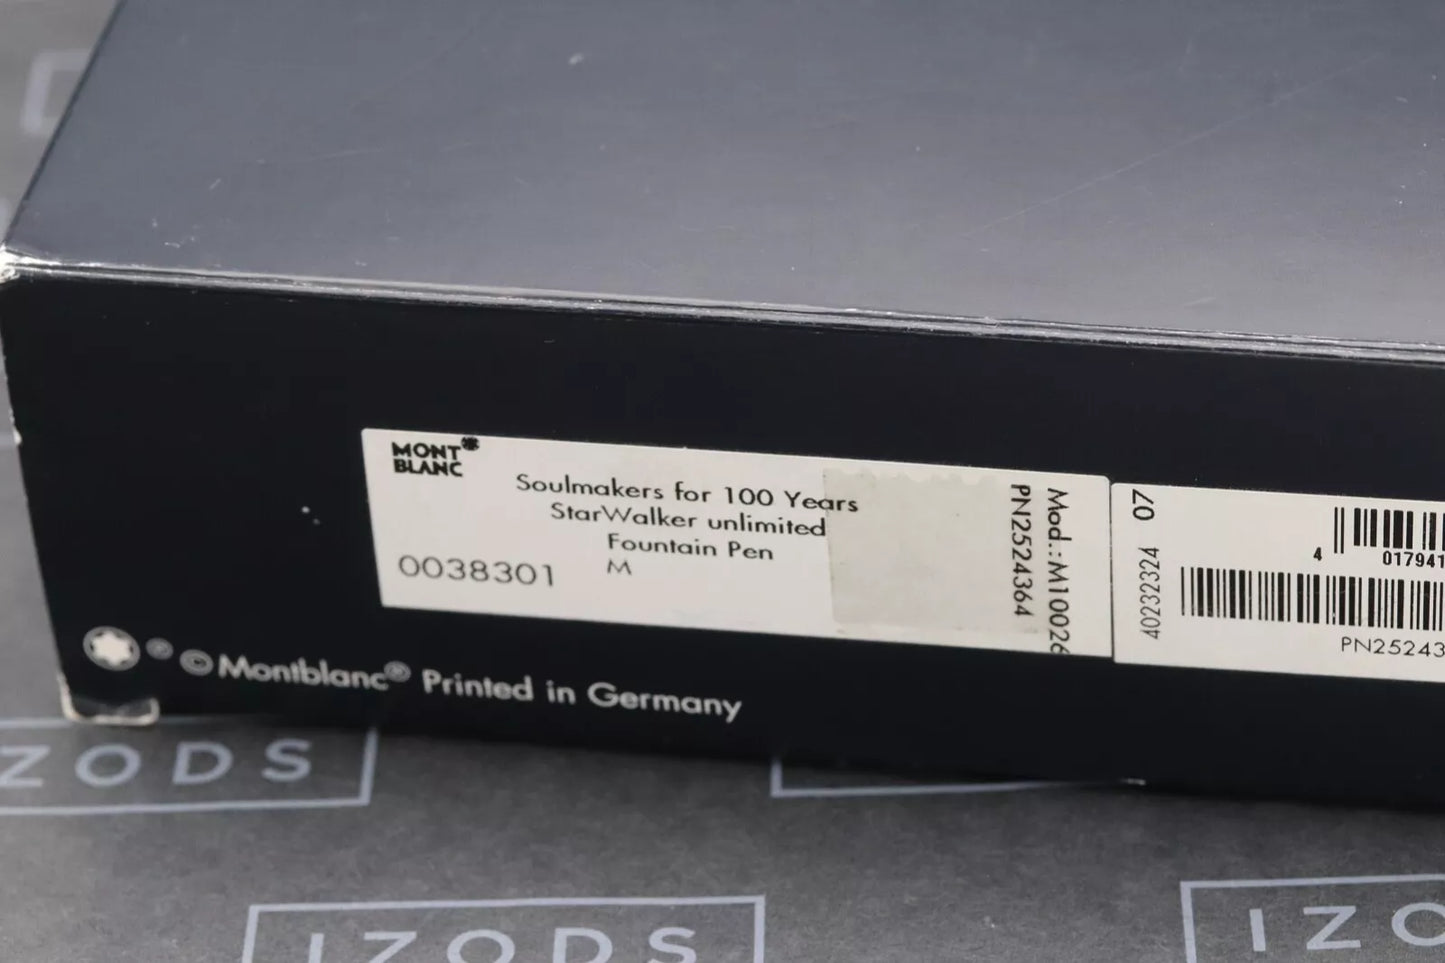 MONT
BLANC
Soulmakers for 100 Years
StarWalker unlimited
Fountain Pen
M
0038301
Mod.: M10026
PN2524364
07
40232324
4 017941
PN25243
® ©Montblanc® Printed in Germany
ZODS
IZODS
IZO